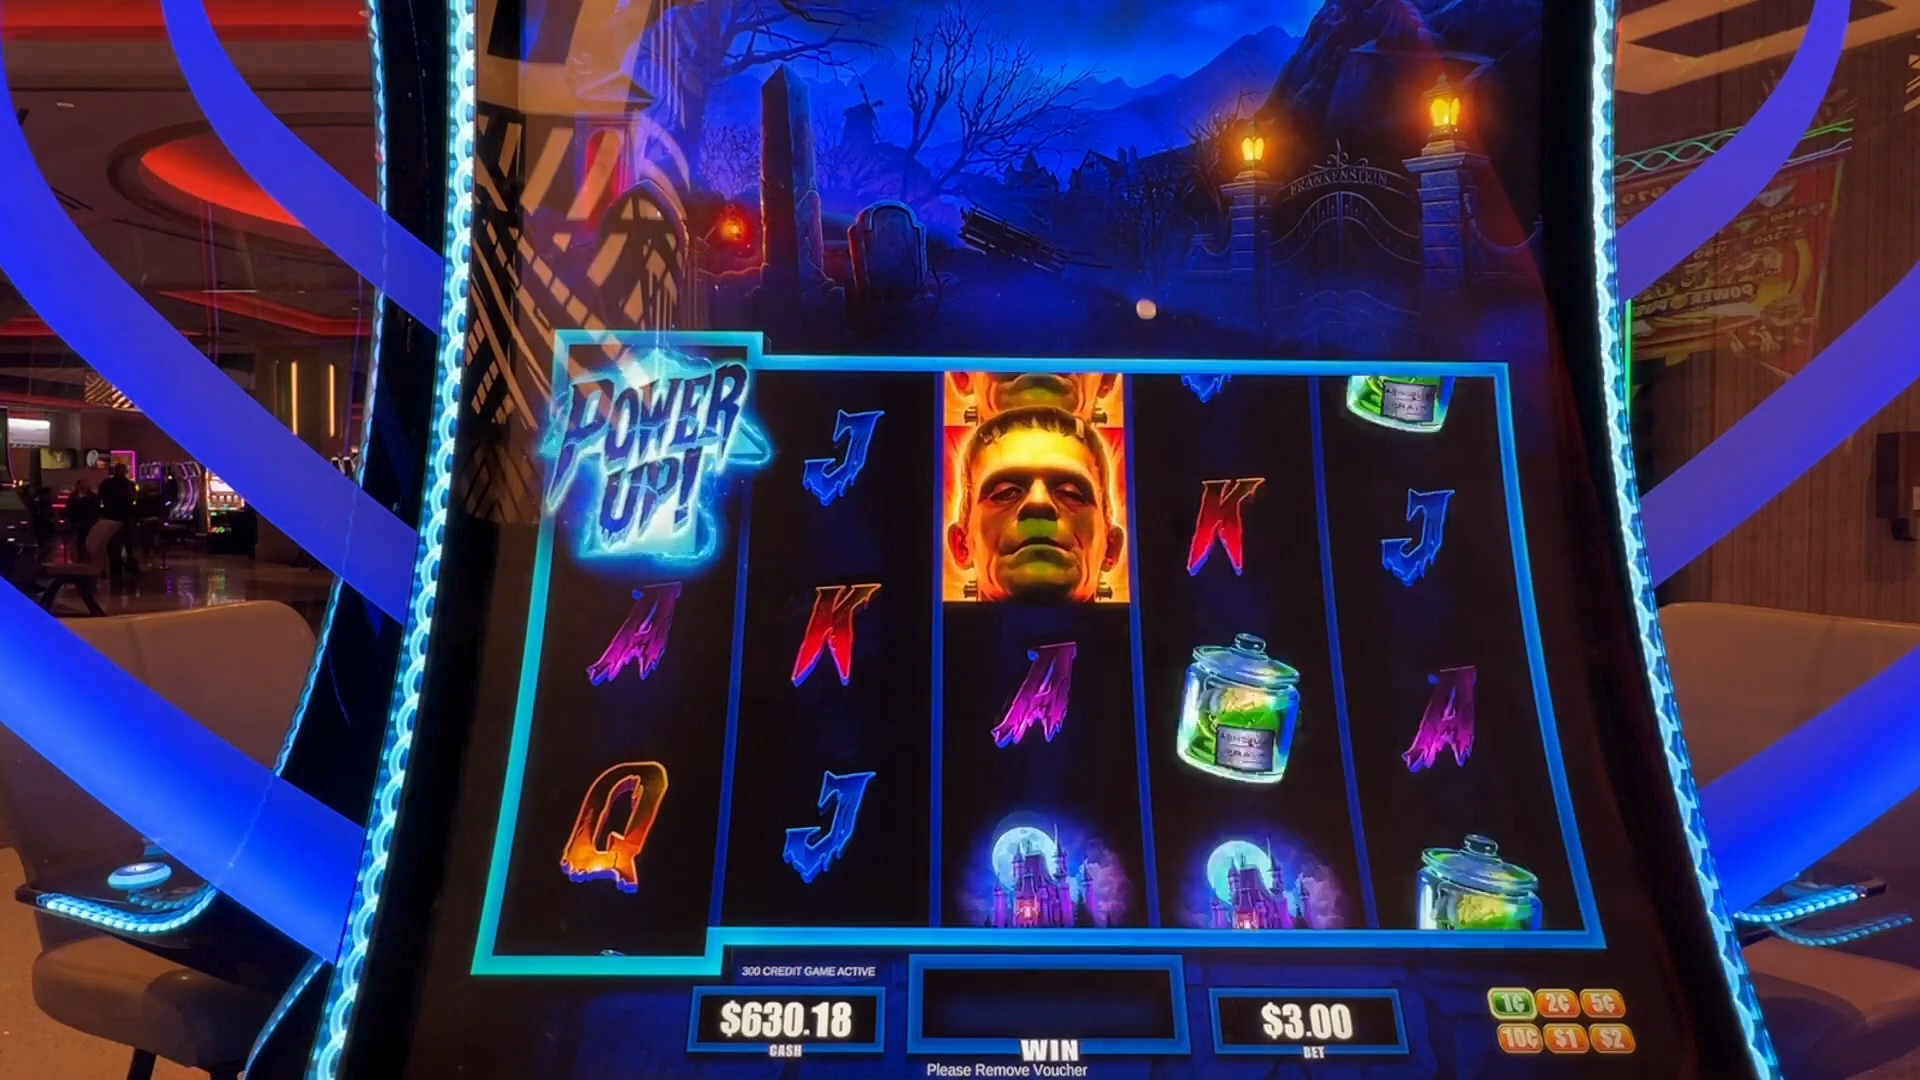 FRANKENSTEIN
POWER
UP!
J
K
J
A
K
A
A
Q
J
300 CREDIT GAME ACTIVE
$630.18
CASH
WIN
$3.00
BET
1¢ 2¢ 5¢
10¢ $1 $2
Please Remove Voucher